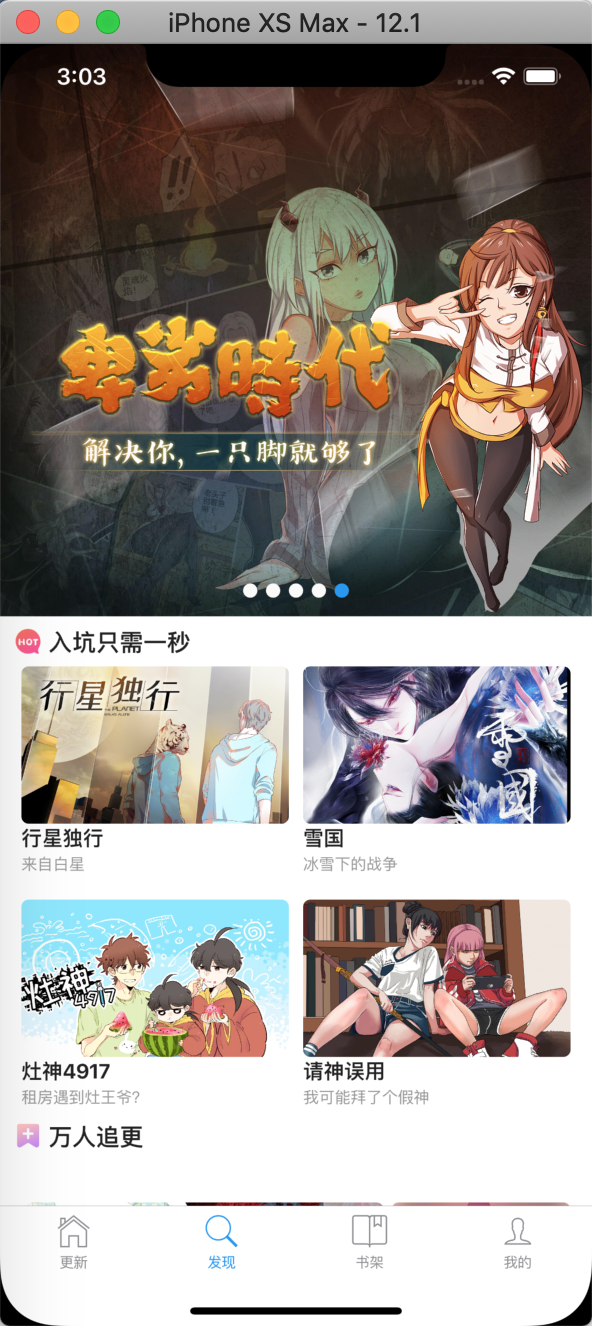 iPhone XS Max - 12.1
3:03
卑劣時代
解决你,一只脚就够了
HOT 入坑只需一秒
行星独行
THE PLANET
雪國
行星独行
雪国
来自白星
冰雪下的战争
灶神
4917
灶神4917
请神误用
租房遇到灶王爷?
我可能拜了个假神
万人追更
更新
发现
书架
我的